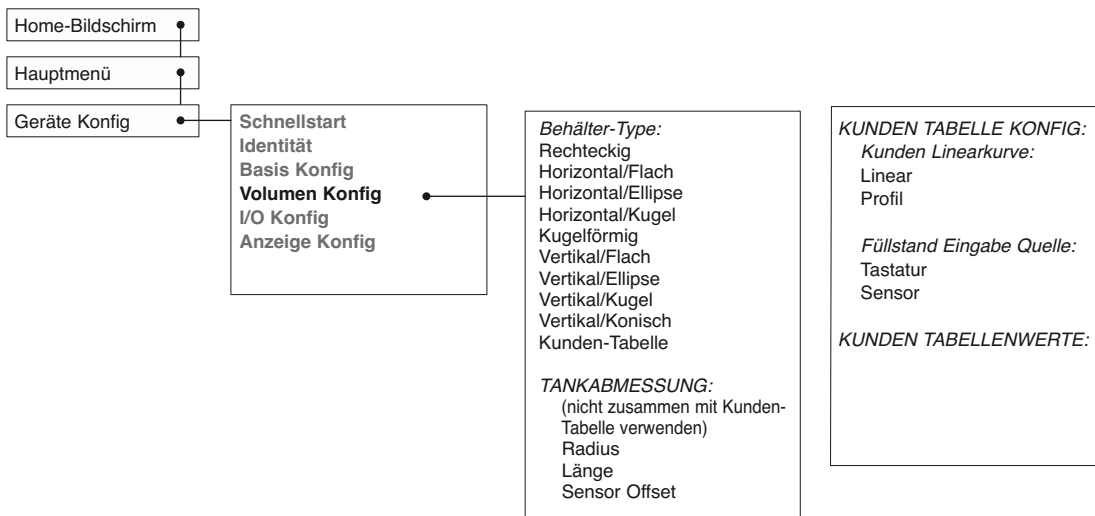 Home-Bildschirm
Hauptmenü
Geräte Konfig
Schnellstart
Identität
Basis Konfig
Volumen Konfig
I/O Konfig
Anzeige Konfig
Behälter-Type:
Rechteckig
Horizontal/Flach
Horizontal/Ellipse
Horizontal/Kugel
Kugelförmig
Vertikal/Flach
Vertikal/Ellipse
Vertikal/Kugel
Vertikal/Konisch
Kunden-Tabelle
TANKABMESSUNG:
(nicht zusammen mit Kunden-
Tabelle verwenden)
Radius
Länge
Sensor Offset
KUNDEN TABELLE KONFIG:
Kunden Linearkurve:
Linear
Profil
Füllstand Eingabe Quelle:
Tastatur
Sensor
KUNDEN TABELLENWERTE: